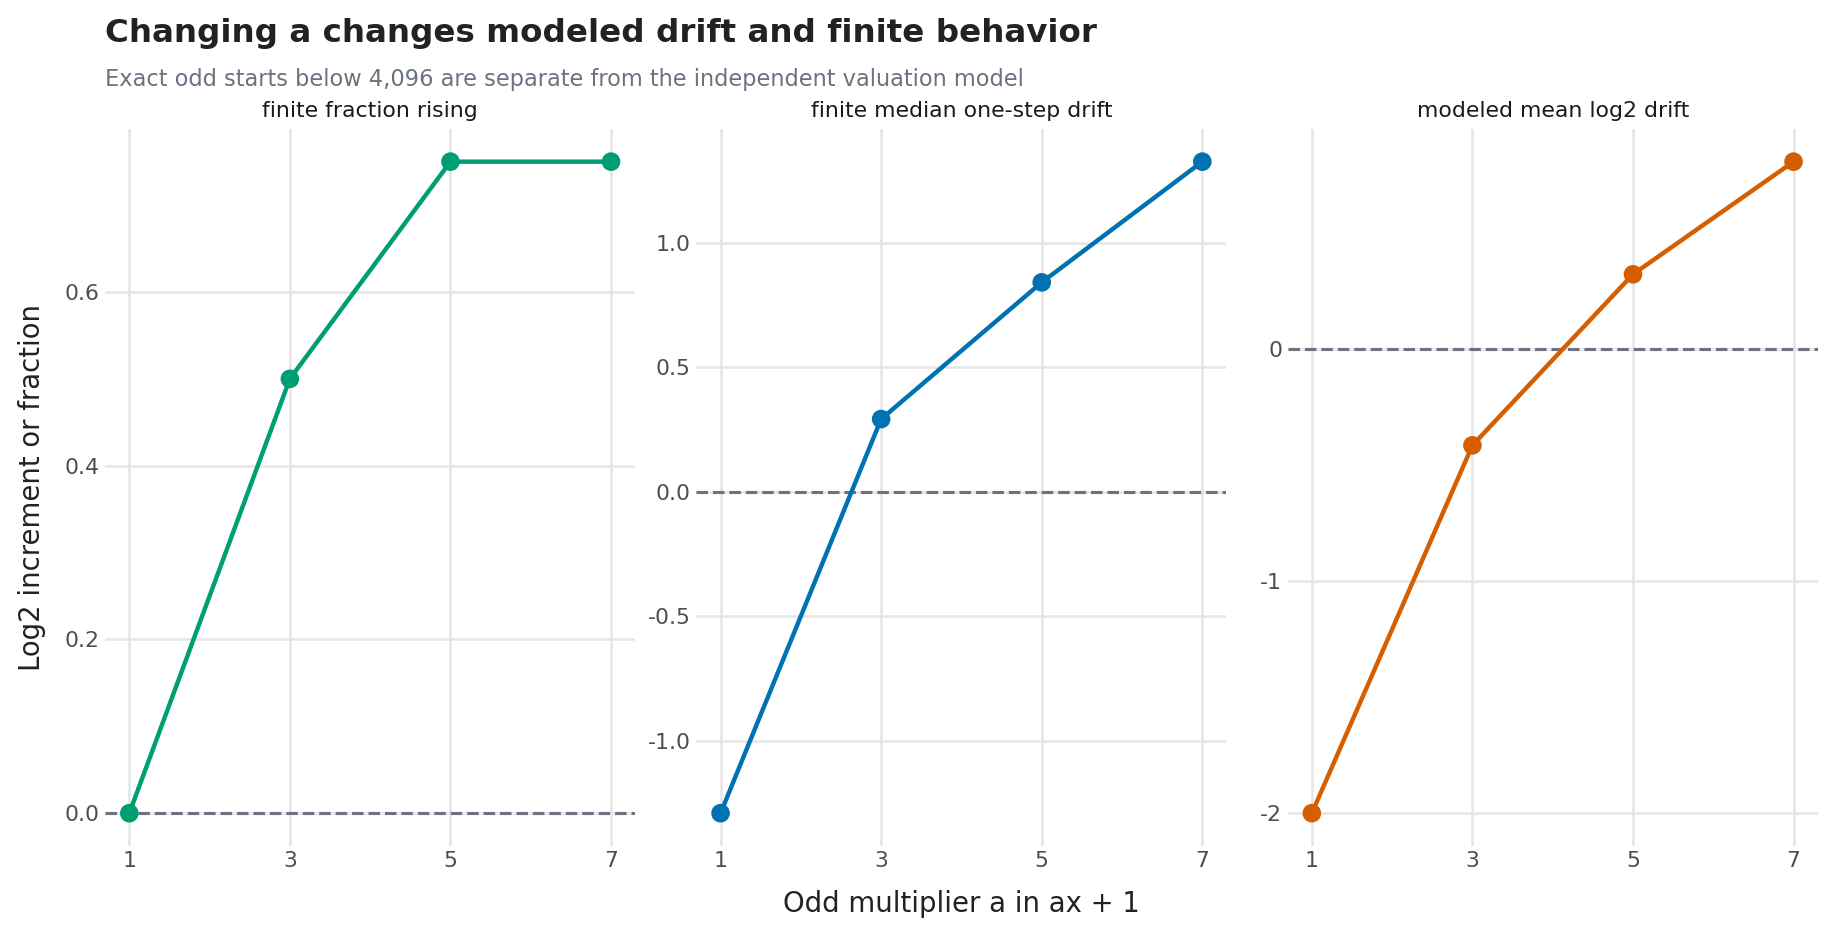 Changing a changes modeled drift and finite behavior
Exact odd starts below 4,096 are separate from the independent valuation model
finite fraction rising
finite median one-step drift
modeled mean log2 drift
Log2 increment or fraction
0.6
0.4
0.2
0.0
1 3 5 7
1.0
0.5
0.0
-0.5
-1.0
1 3 5 7
0
-1
-2
1 3 5 7
Odd multiplier a in ax + 1